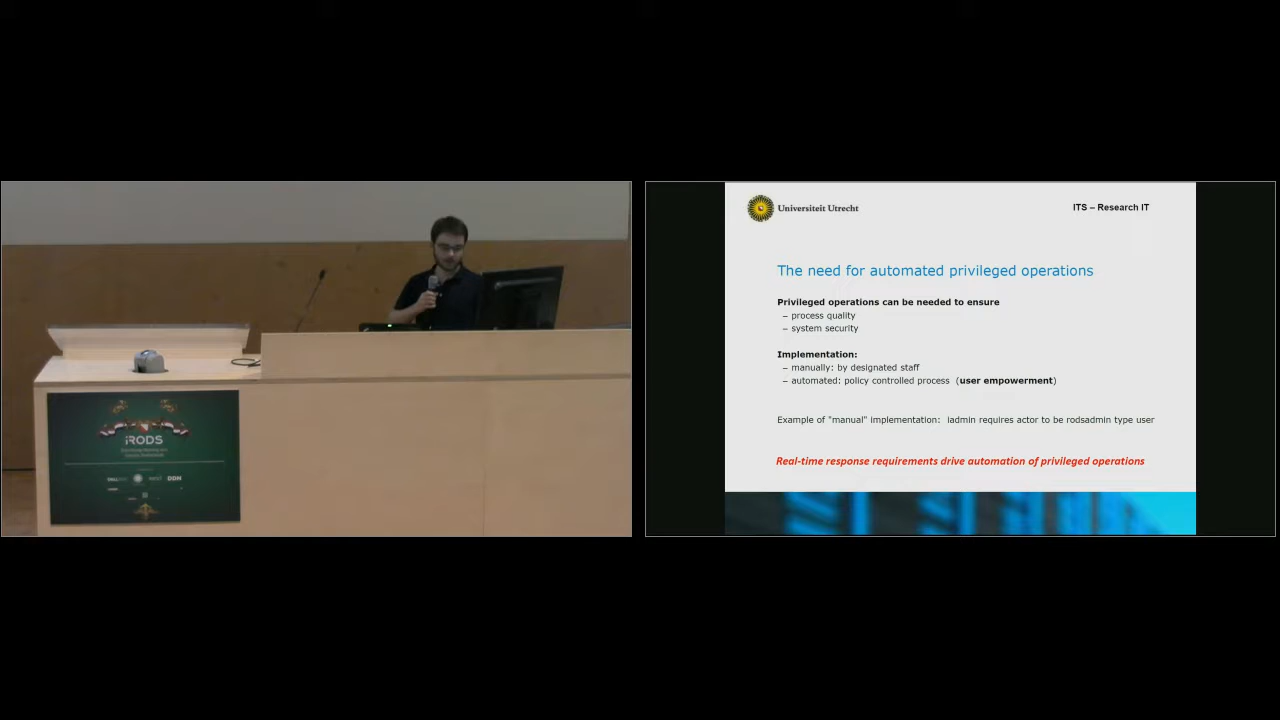 iRODS
DDN
Universiteit Utrecht
ITS – Research IT
The need for automated privileged operations
Privileged operations can be needed to ensure
– process quality
– system security
Implementation:
– manually: by designated staff
– automated: policy controlled process (user empowerment)
Example of "manual" implementation: iadmin requires actor to be rodsadmin type user
Real-time response requirements drive automation of privileged operations